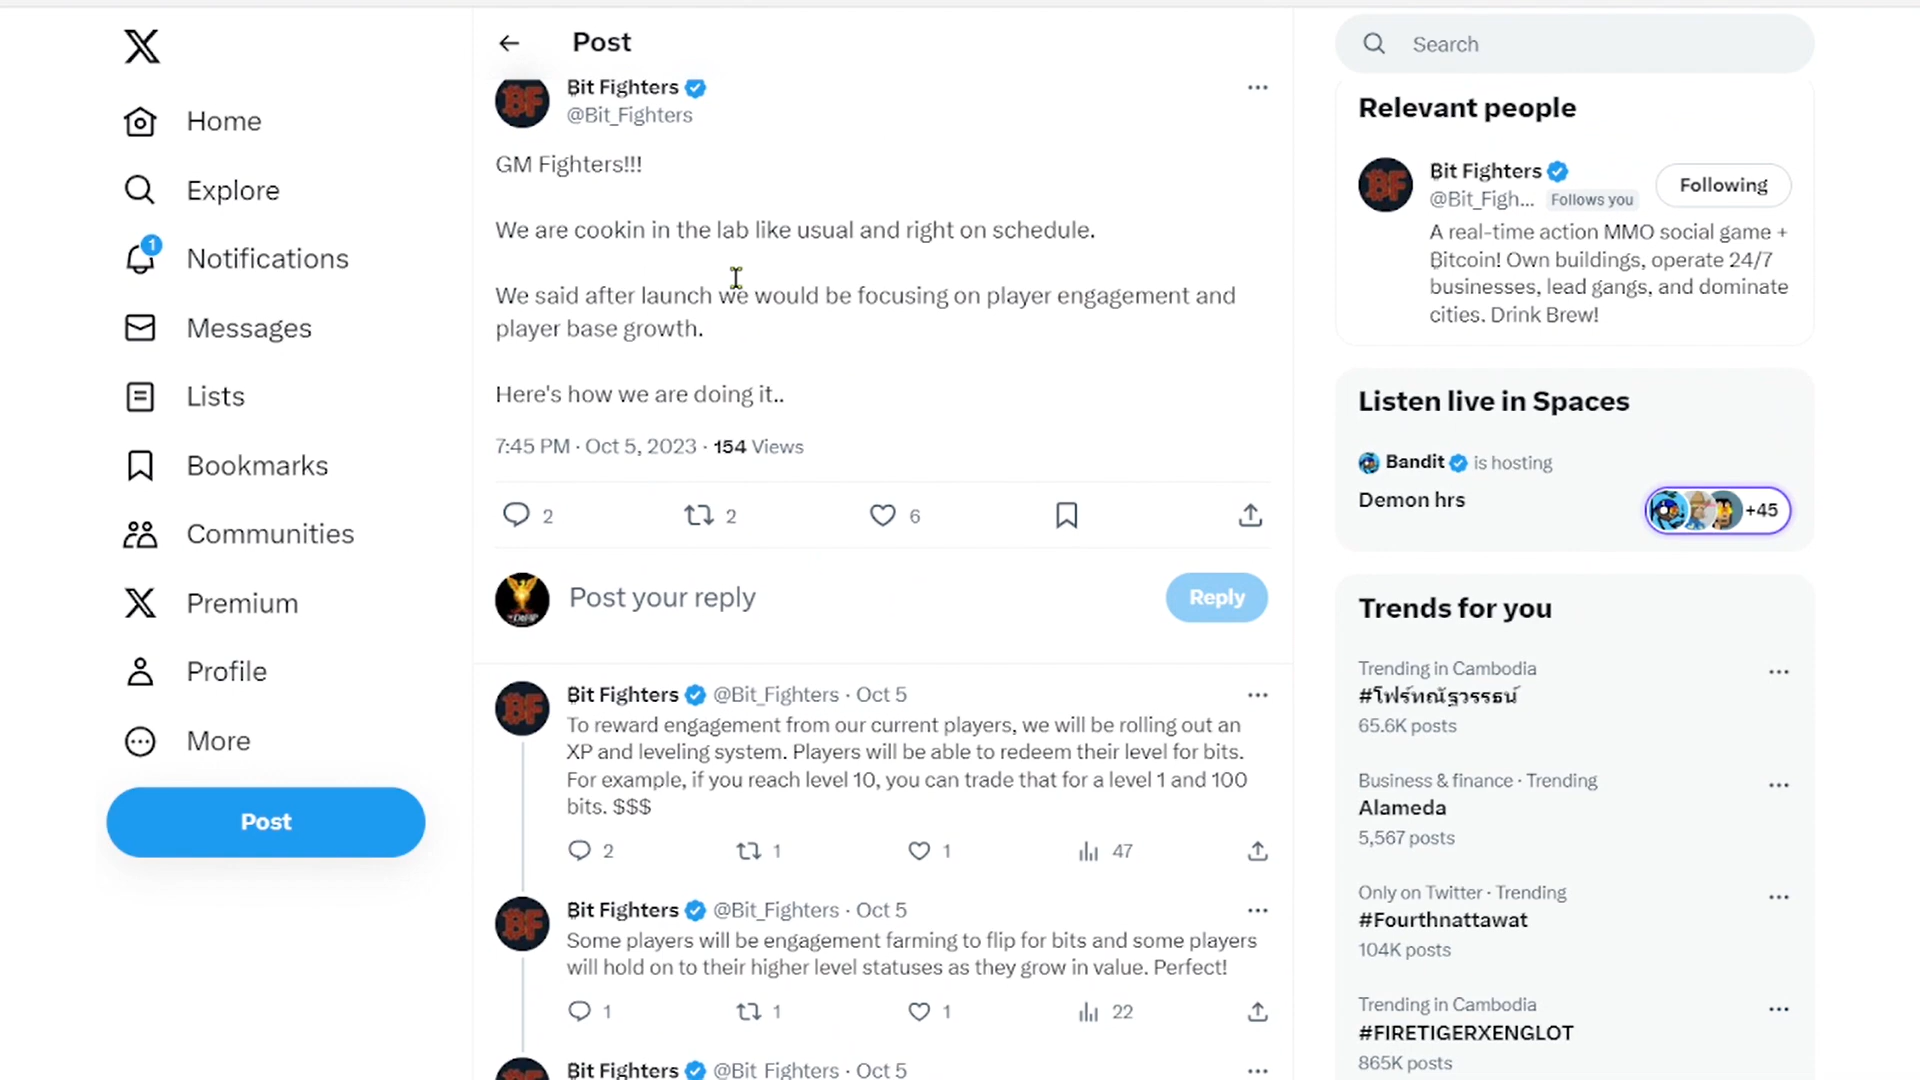 Home
Explore
1
Notifications
Messages
Lists
Bookmarks
Communities
Premium
Profile
More
Post
Post
₿it Fighters
@Bit_Fighters
GM Fighters!!!
We are cookin in the lab like usual and right on schedule.
We said after launch we would be focusing on player engagement and
player base growth.
Here's how we are doing it..
7:45 PM · Oct 5, 2023 · 154 Views
2 2 6
Post your reply
Reply
₿it Fighters @Bit_Fighters · Oct 5
To reward engagement from our current players, we will be rolling out an
XP and leveling system. Players will be able to redeem their level for bits.
For example, if you reach level 10, you can trade that for a level 1 and 100
bits. $$$
2 1 1 47
₿it Fighters @Bit_Fighters · Oct 5
Some players will be engagement farming to flip for bits and some players
will hold on to their higher level statuses as they grow in value. Perfect!
1 1 1 22
₿it Fighters @Bit_Fighters · Oct 5
Search
Relevant people
₿it Fighters
@Bit_Figh... Follows you
Following
A real-time action MMO social game +
₿itcoin! Own buildings, operate 24/7
businesses, lead gangs, and dominate
cities. Drink Brew!
Listen live in Spaces
Bandit is hosting
Demon hrs
+45
Trends for you
Trending in Cambodia
#โฟร์ทณัฐวรรธน์
65.6K posts
Business & finance · Trending
Alameda
5,567 posts
Only on Twitter · Trending
#Fourthnattawat
104K posts
Trending in Cambodia
#FIRETIGERXENGLOT
865K posts